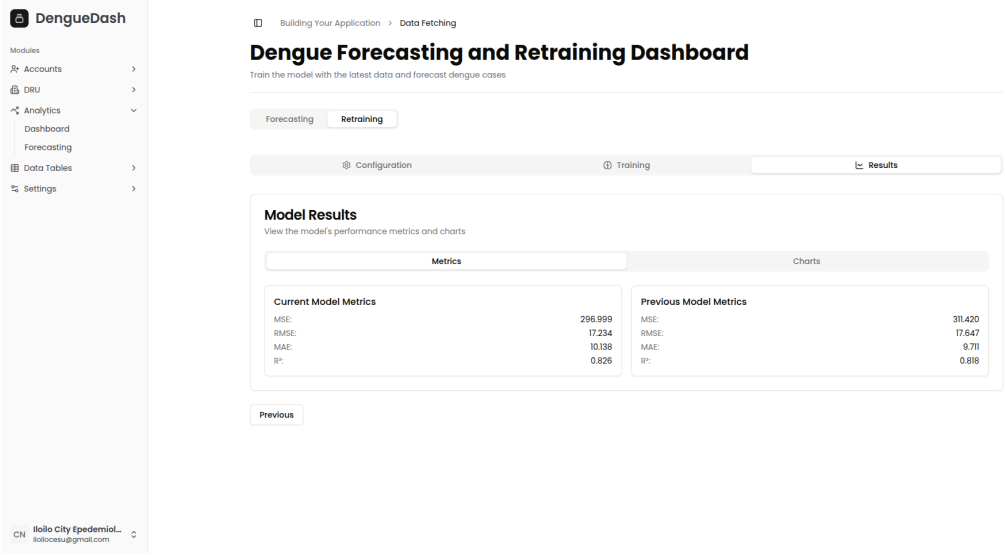 DengueDash
Modules
Accounts
DRU
Analytics
Dashboard
Forecasting
Data Tables
Settings
CN
Iloilo City Epedemiol...
iloilocesu@gmail.com
Building Your Application > Data Fetching
Dengue Forecasting and Retraining Dashboard
Train the model with the latest data and forecast dengue cases
Forecasting Retraining
Configuration Training Results
Model Results
View the model's performance metrics and charts
Metrics Charts
Current Model Metrics
MSE: 296.999
RMSE: 17.234
MAE: 10.138
R²: 0.826
Previous Model Metrics
MSE: 311.420
RMSE: 17.647
MAE: 9.711
R²: 0.818
Previous